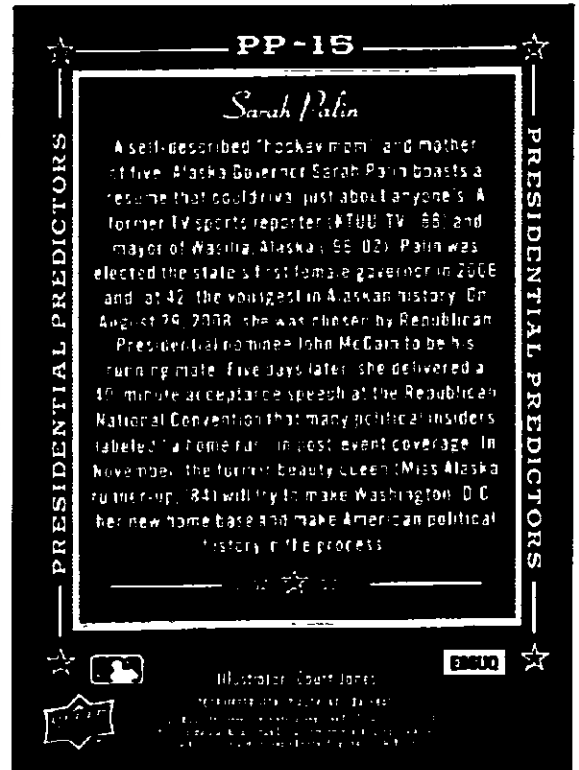 PP-15
Sarah Palin
A self-described "hockey mom" and mother
of five, Alaska Governor Sarah Palin boasts a
resume that could rival just about anyone's. A
former TV sports reporter (KTUU-TV, '88) and
mayor of Wasilla, Alaska ('96-'02), Palin was
elected the state's first female governor in 2006
and, at 42, the youngest in Alaskan history. On
August 29, 2008, she was chosen by Republican
Presidential nominee John McCain to be his
running mate. Five days later, she delivered a
40-minute acceptance speech at the Republican
National Convention that many political insiders
labeled "a home run" in post-event coverage. In
November, the former beauty queen (Miss Alaska
runner-up, '84) will try to make Washington, D.C.
her new home base and make American political
history in the process.
PRESIDENTIAL PREDICTORS
PRESIDENTIAL PREDICTORS
Illustrator: Court Jones